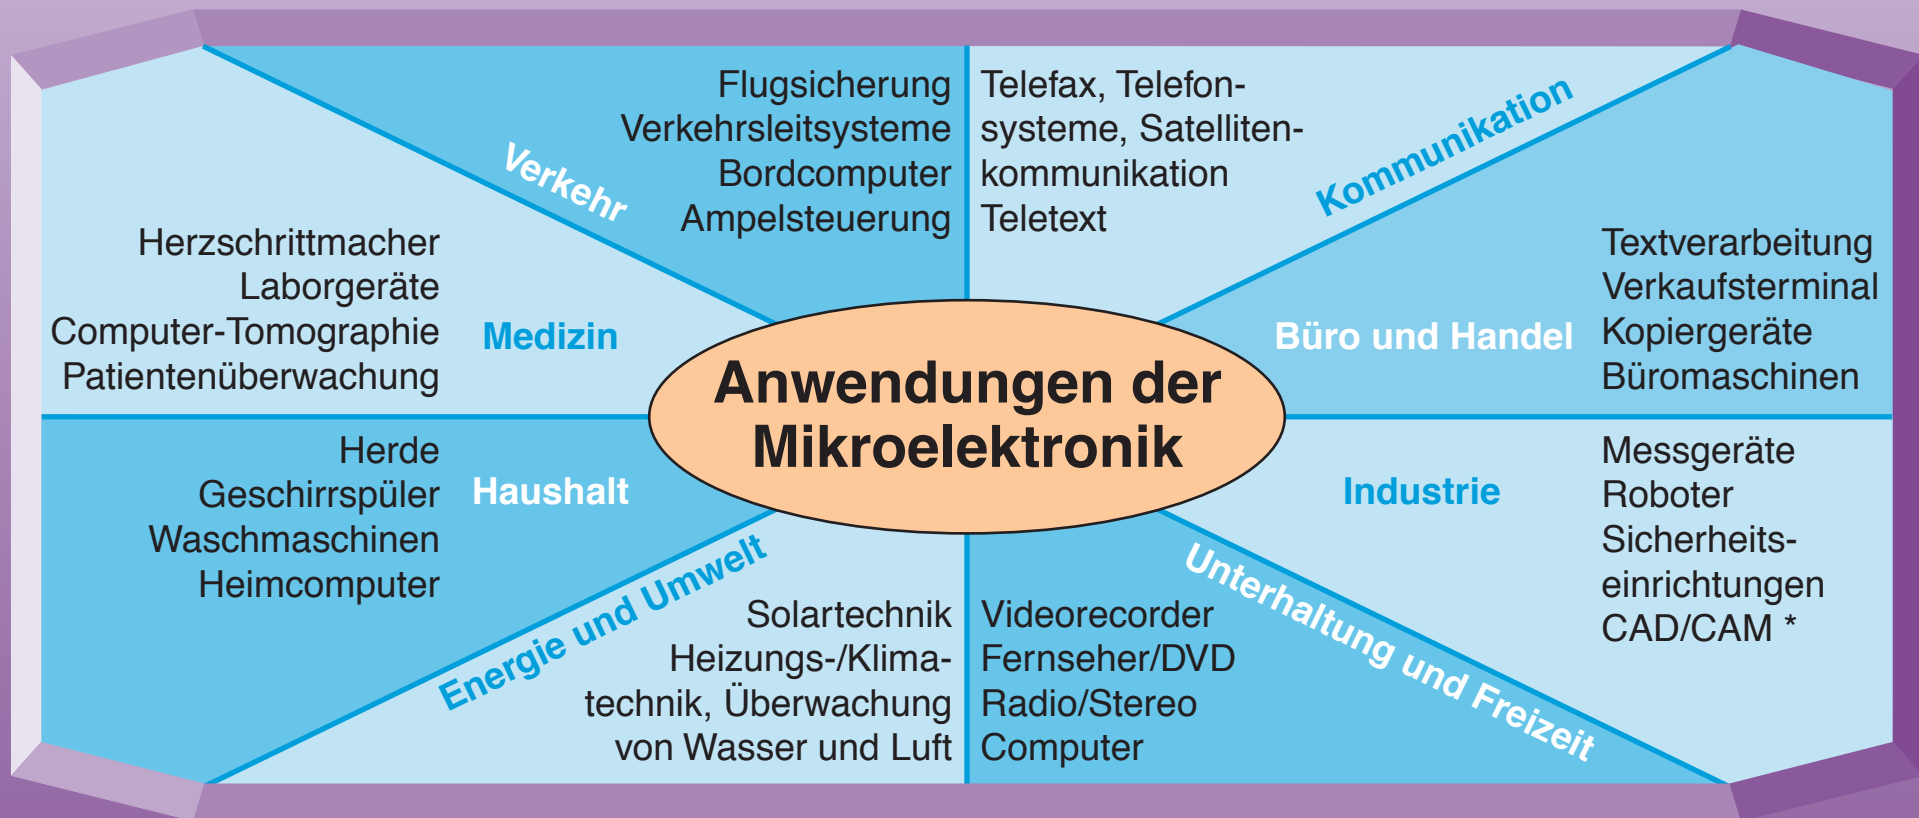 Anwendungen der
Mikroelektronik
Verkehr
Flugsicherung
Verkehrsleitsysteme
Bordcomputer
Ampelsteuerung
Kommunikation
Telefax, Telefon-
systeme, Satelliten-
kommunikation
Teletext
Büro und Handel
Textverarbeitung
Verkaufsterminal
Kopiergeräte
Büromaschinen
Industrie
Messgeräte
Roboter
Sicherheits-
einrichtungen
CAD/CAM *
Unterhaltung und Freizeit
Videorecorder
Fernseher/DVD
Radio/Stereo
Computer
Energie und Umwelt
Solartechnik
Heizungs-/Klima-
technik, Überwachung
von Wasser und Luft
Haushalt
Herde
Geschirrspüler
Waschmaschinen
Heimcomputer
Medizin
Herzschrittmacher
Laborgeräte
Computer-Tomographie
Patientenüberwachung